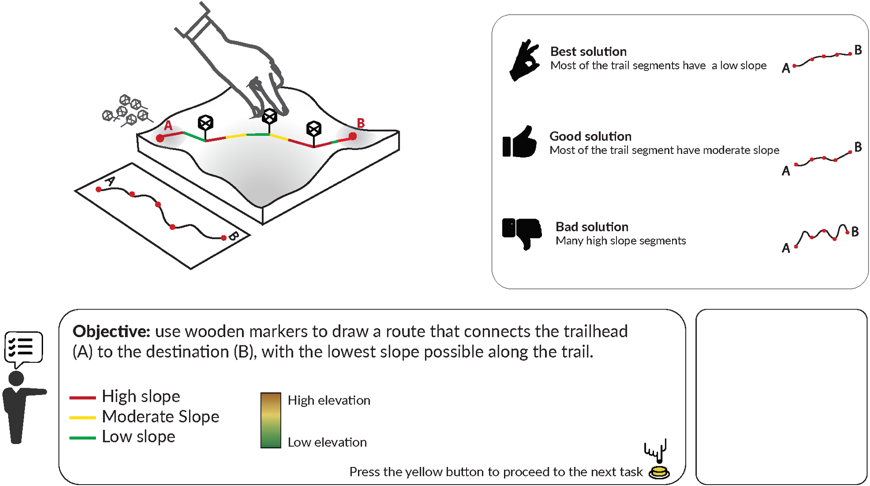 A
B
A
B
Best solution
Most of the trail segments have a low slope
A
B
Good solution
Most of the trail segment have moderate slope
A
B
Bad solution
Many high slope segments
A
B
Objective: use wooden markers to draw a route that connects the trailhead
(A) to the destination (B), with the lowest slope possible along the trail.
High slope
Moderate Slope
Low slope
High elevation
Low elevation
Press the yellow button to proceed to the next task